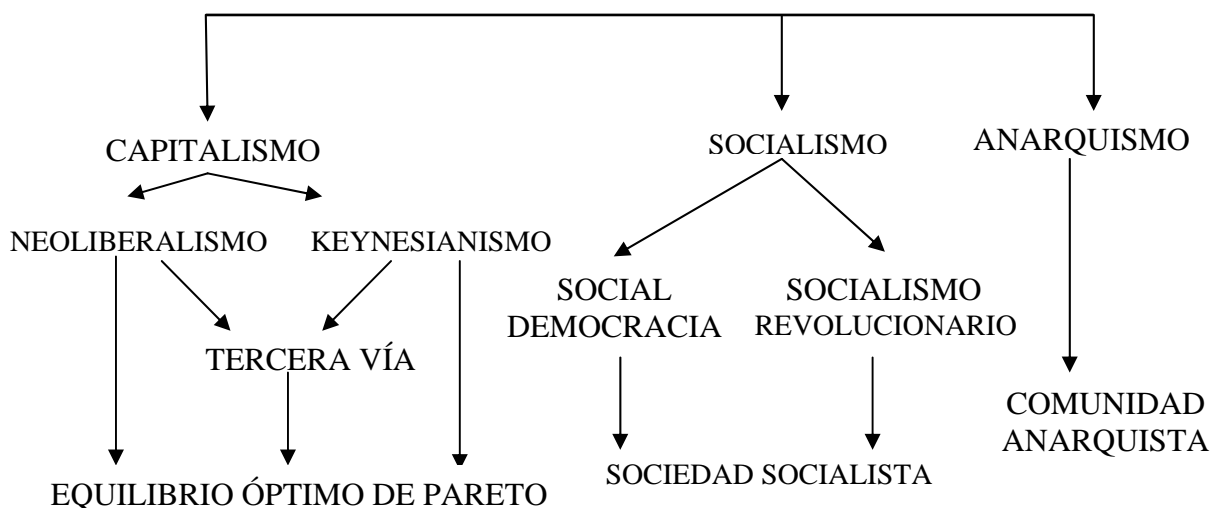 CAPITALISMO
SOCIALISMO
ANARQUISMO
NEOLIBERALISMO
KEYNESIANISMO
SOCIAL
DEMOCRACIA
SOCIALISMO
REVOLUCIONARIO
TERCERA VÍA
COMUNIDAD
ANARQUISTA
EQUILIBRIO ÓPTIMO DE PARETO
SOCIEDAD SOCIALISTA